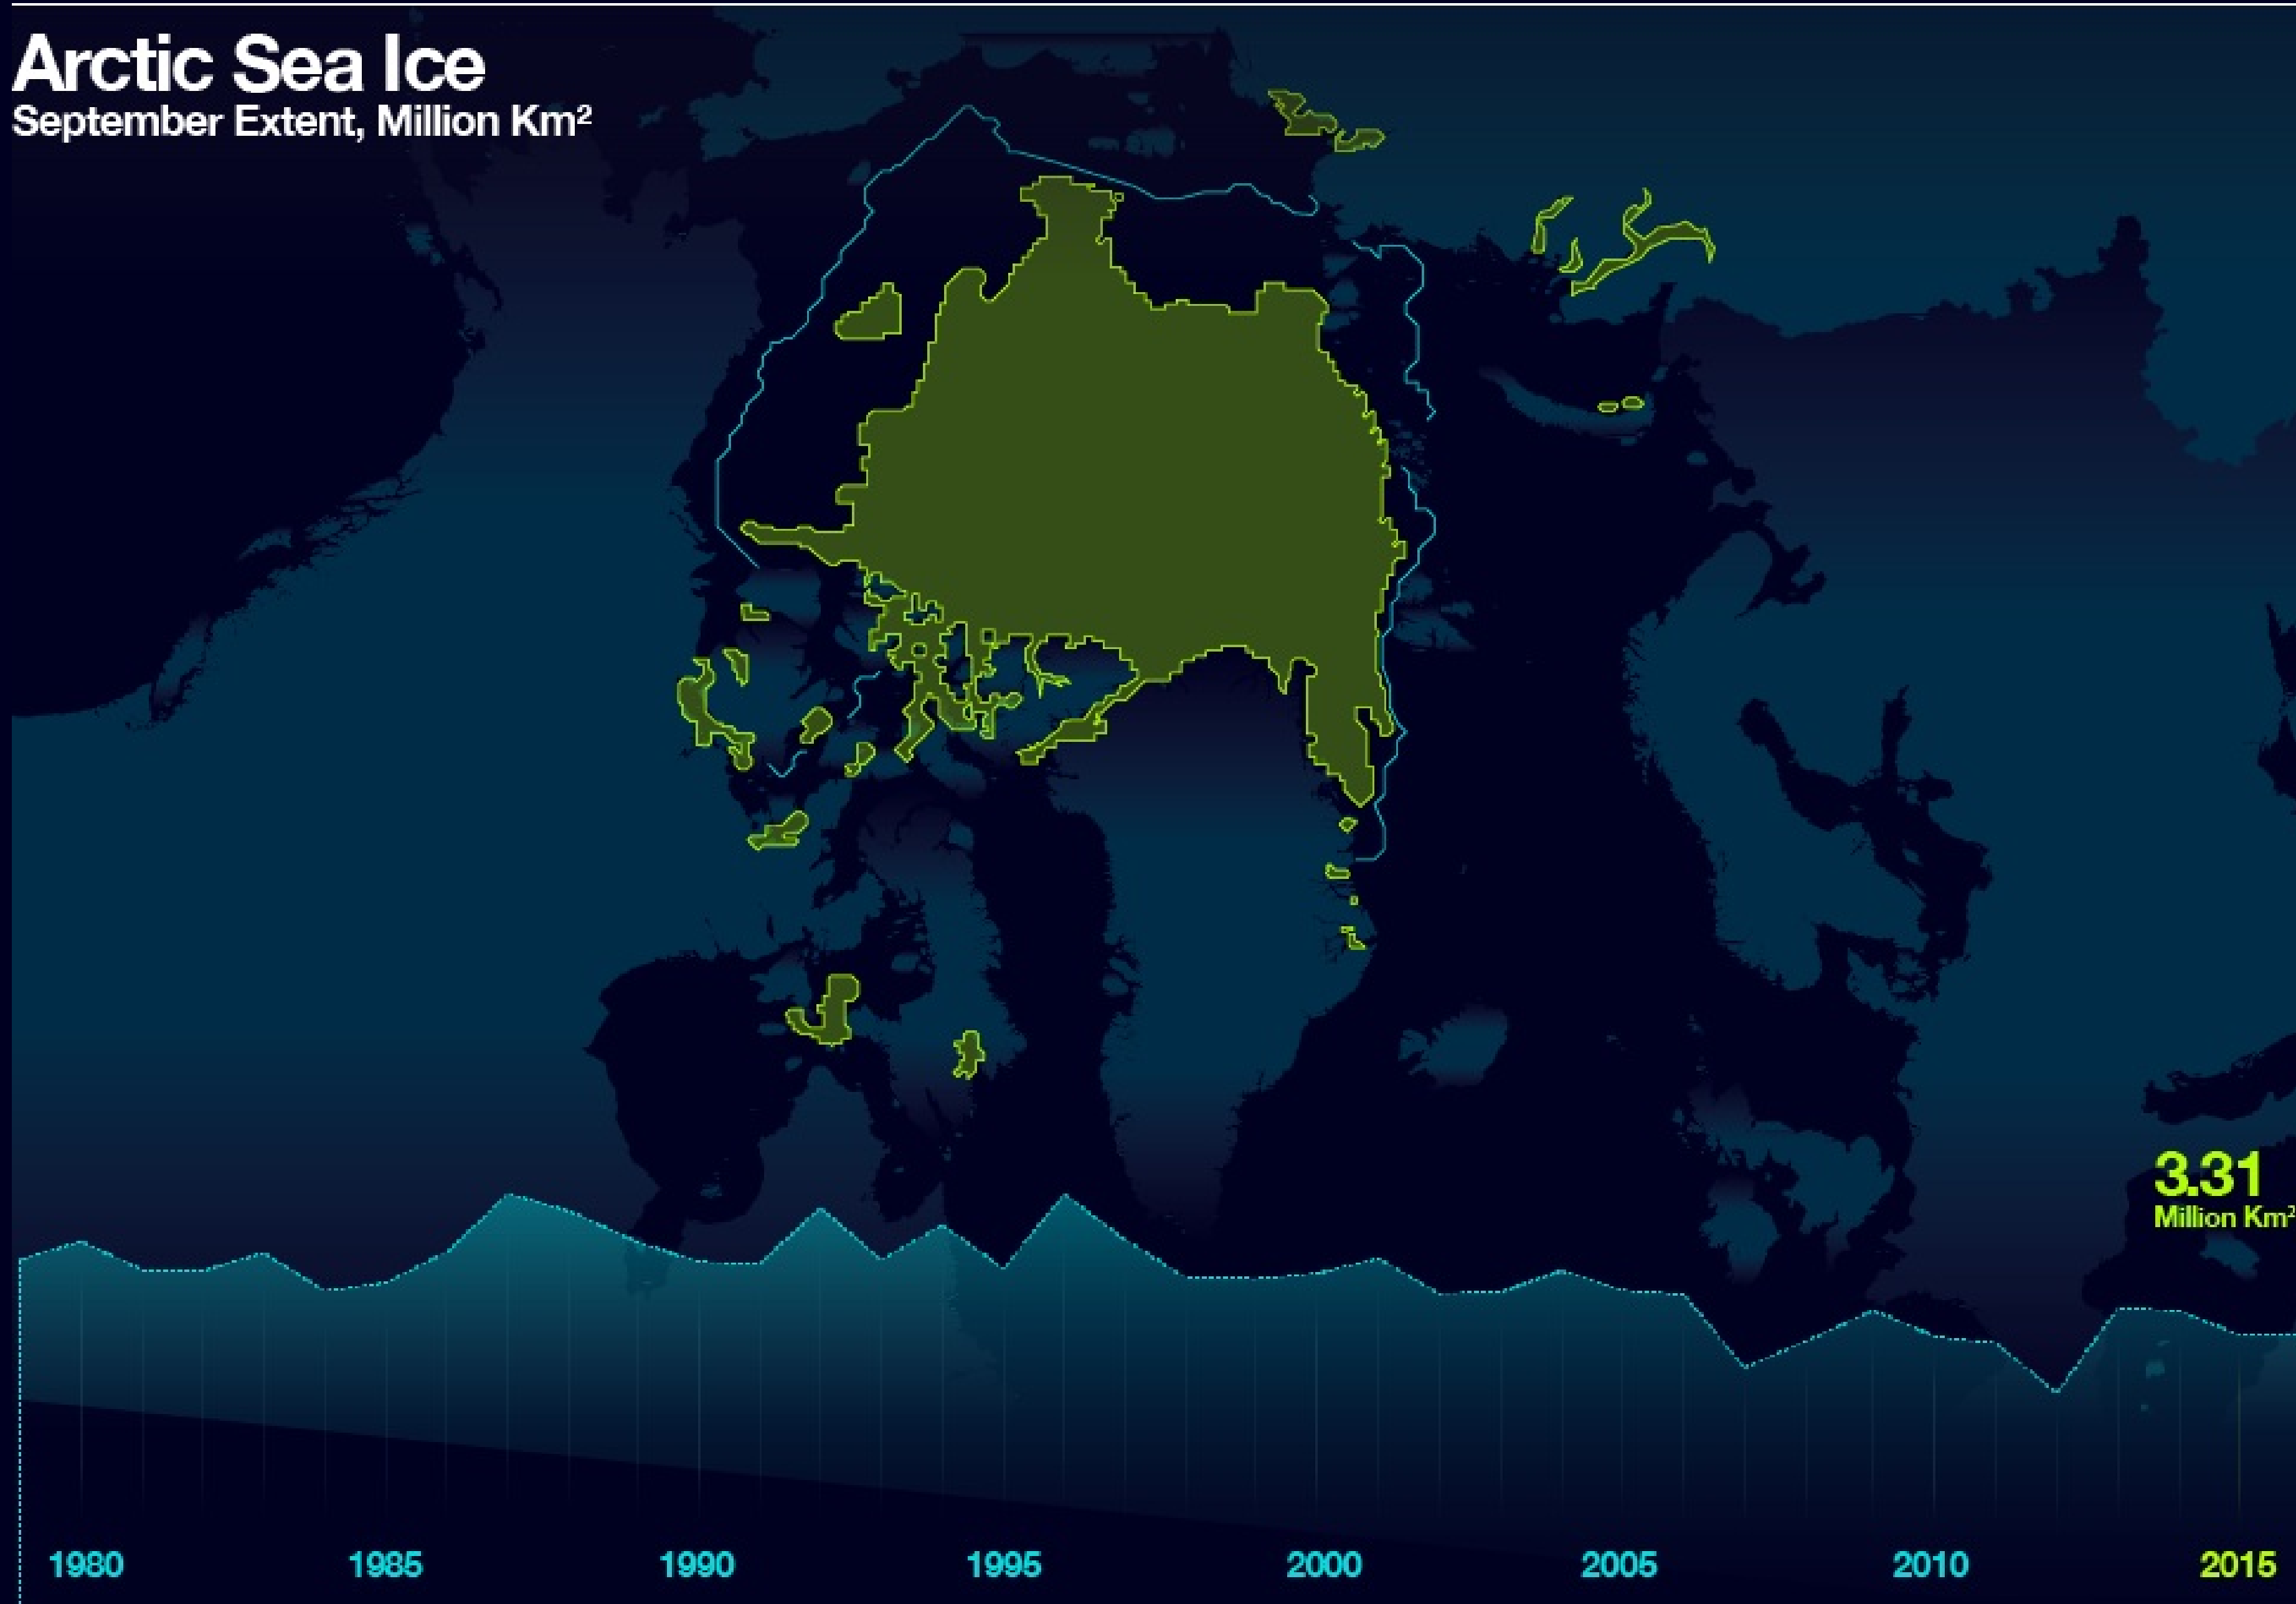 Arctic Sea Ice
September Extent, Million Km²
3.31
Million Km²
1980 1985 1990 1995 2000 2005 2010 2015